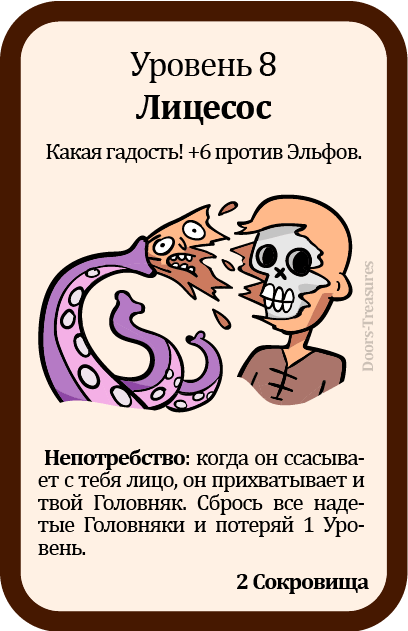 Уровень 8
Лицесос
Какая гадость! +6 против Эльфов.
Doors-Treasures
Непотребство: когда он ссасыва-
ет с тебя лицо, он прихватывает и
твой Головняк. Сбрось все наде-
тые Головняки и потеряй 1 Уро-
вень.
2 Сокровища